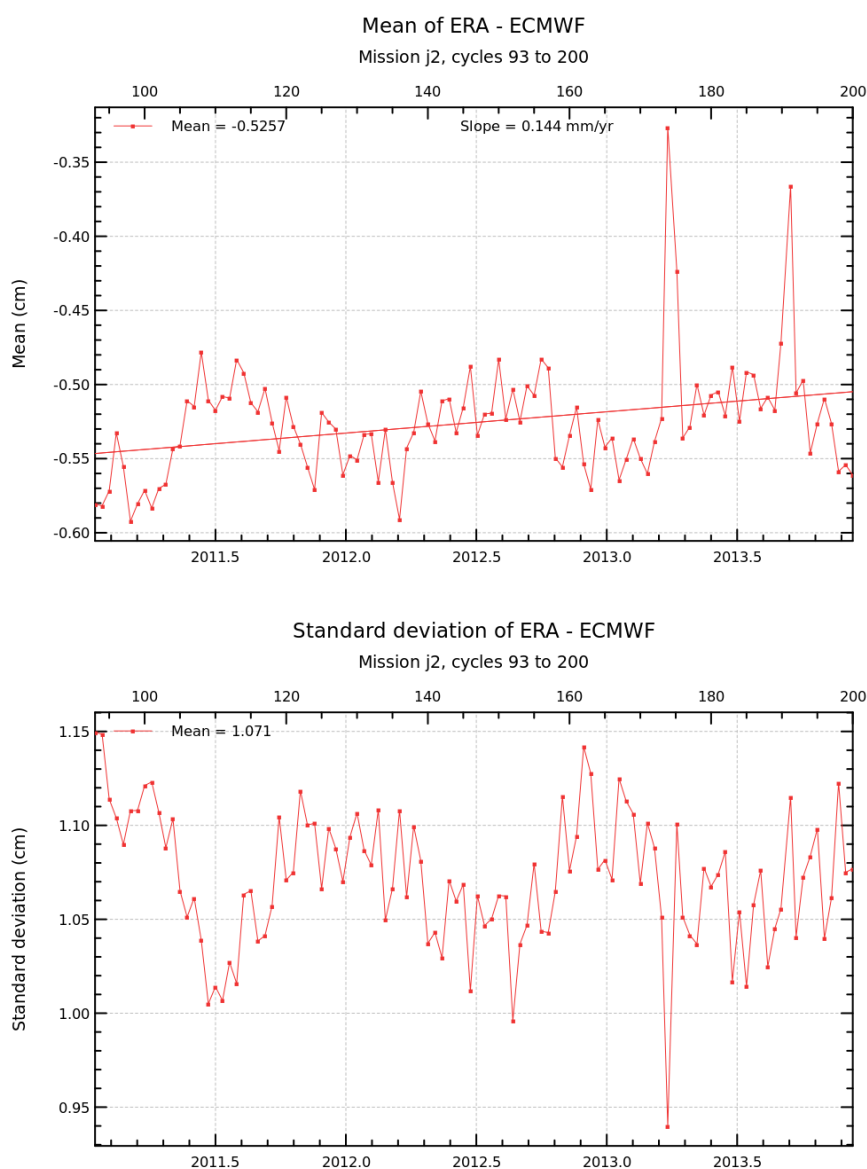 Mean of ERA - ECMWF
Mission j2, cycles 93 to 200
100 120 140 160 180 200
Mean = -0.5257 Slope = 0.144 mm/yr
-0.35
-0.40
-0.45
-0.50
-0.55
-0.60
Mean (cm)
2011.5 2012.0 2012.5 2013.0 2013.5
Standard deviation of ERA - ECMWF
Mission j2, cycles 93 to 200
100 120 140 160 180 200
Mean = 1.071
1.15
1.10
1.05
1.00
0.95
Standard deviation (cm)
2011.5 2012.0 2012.5 2013.0 2013.5